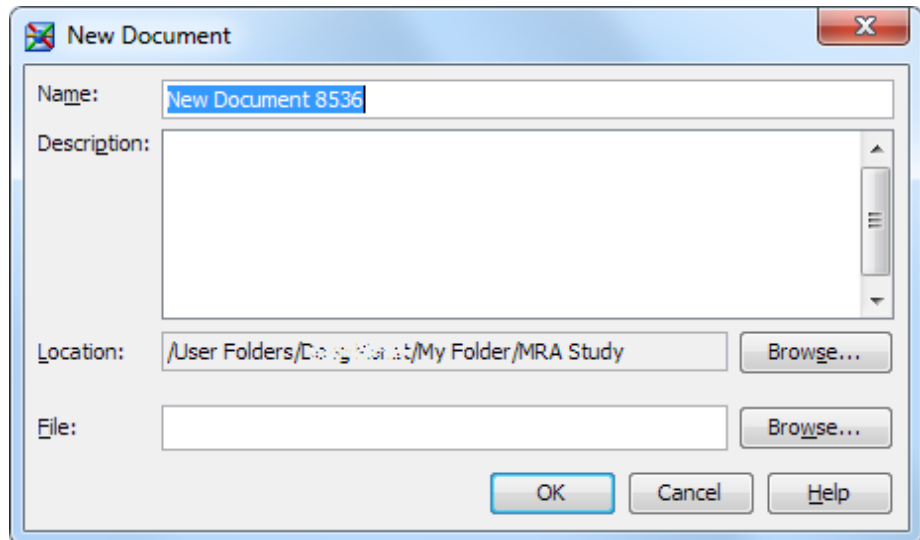 New Document
Name:
New Document 8536
Description:
Location:
/User Folders/ /My Folder/MRA Study
Browse...
File:
Browse...
OK
Cancel
Help